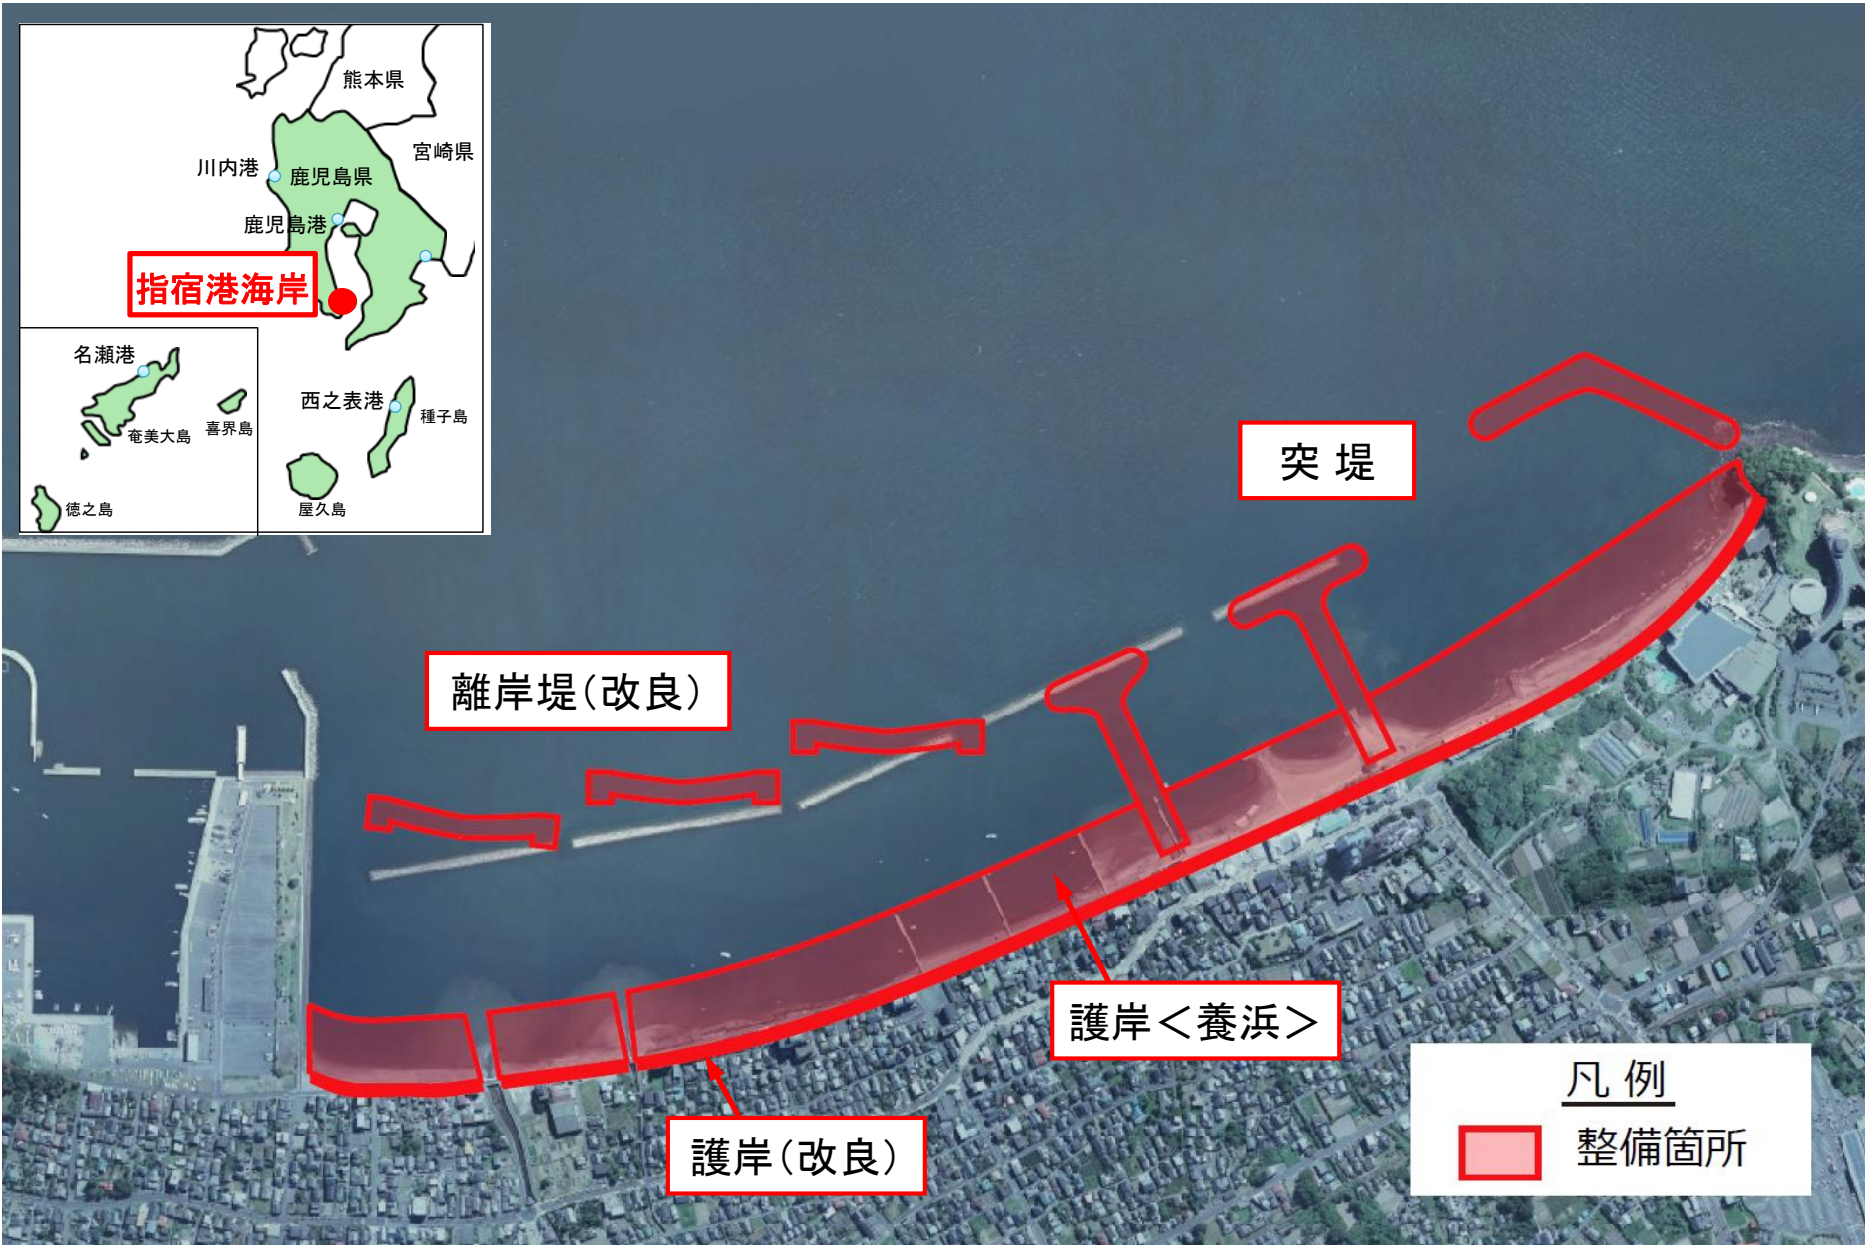 熊本県
宮崎県
川内港
鹿児島県
鹿児島港
指宿港海岸
名瀬港
奄美大島
喜界島
徳之島
西之表港
種子島
屋久島
突堤
離岸堤(改良)
護岸<養浜>
護岸(改良)
凡例
整備箇所